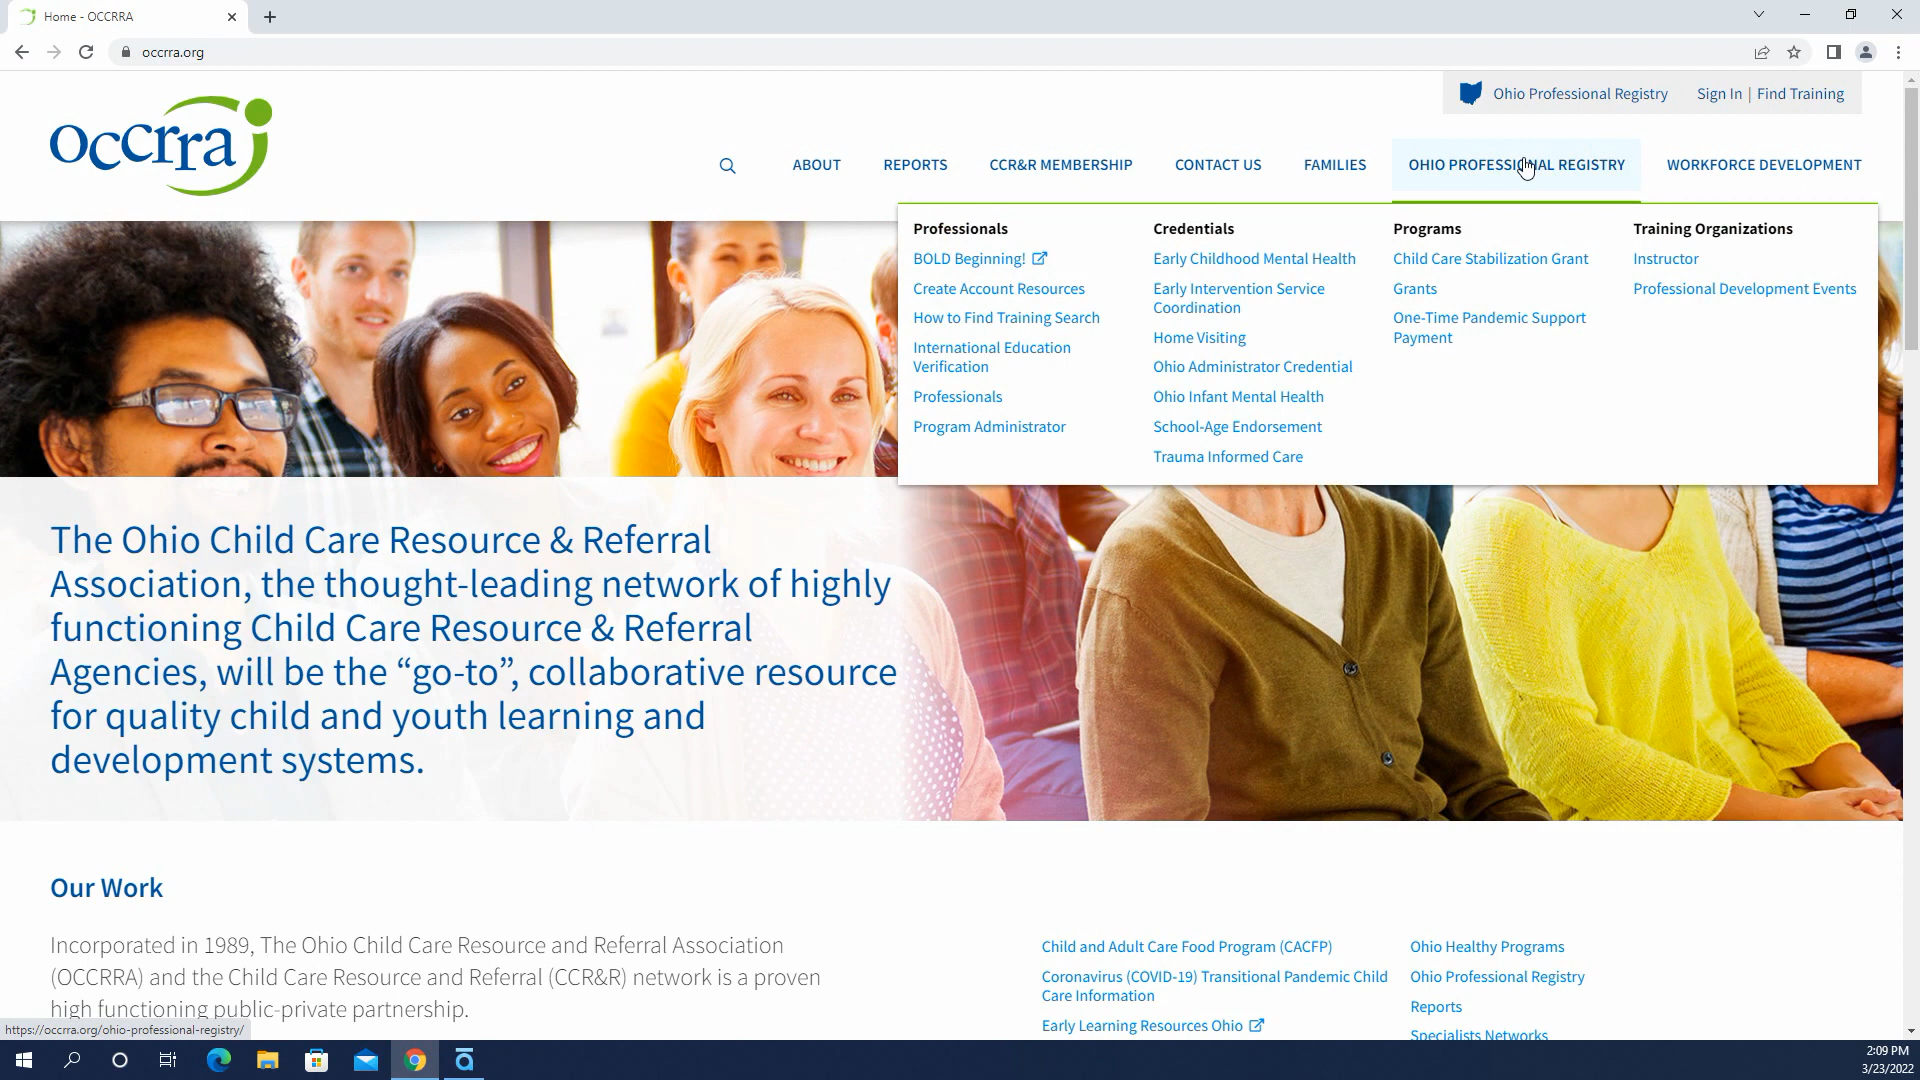 Home - OCCRRA
occrra.org
Ohio Professional Registry
Sign In | Find Training
occrra
ABOUT
REPORTS
CCR&R MEMBERSHIP
CONTACT US
FAMILIES
OHIO PROFESSIONAL REGISTRY
WORKFORCE DEVELOPMENT
Professionals
BOLD Beginning!
Create Account Resources
How to Find Training Search
International Education
Verification
Professionals
Program Administrator
Credentials
Early Childhood Mental Health
Early Intervention Service
Coordination
Home Visiting
Ohio Administrator Credential
Ohio Infant Mental Health
School-Age Endorsement
Trauma Informed Care
Programs
Child Care Stabilization Grant
Grants
One-Time Pandemic Support
Payment
Training Organizations
Instructor
Professional Development Events
The Ohio Child Care Resource & Referral
Association, the thought-leading network of highly
functioning Child Care Resource & Referral
Agencies, will be the “go-to”, collaborative resource
for quality child and youth learning and
development systems.
Our Work
Incorporated in 1989, The Ohio Child Care Resource and Referral Association
(OCCRRA) and the Child Care Resource and Referral (CCR&R) network is a proven
high functioning public-private partnership.
Child and Adult Care Food Program (CACFP)
Coronavirus (COVID-19) Transitional Pandemic Child
Care Information
Early Learning Resources Ohio
Ohio Healthy Programs
Ohio Professional Registry
Reports
Specialists Networks
https://occrra.org/ohio-professional-registry/
2:09 PM
3/23/2022